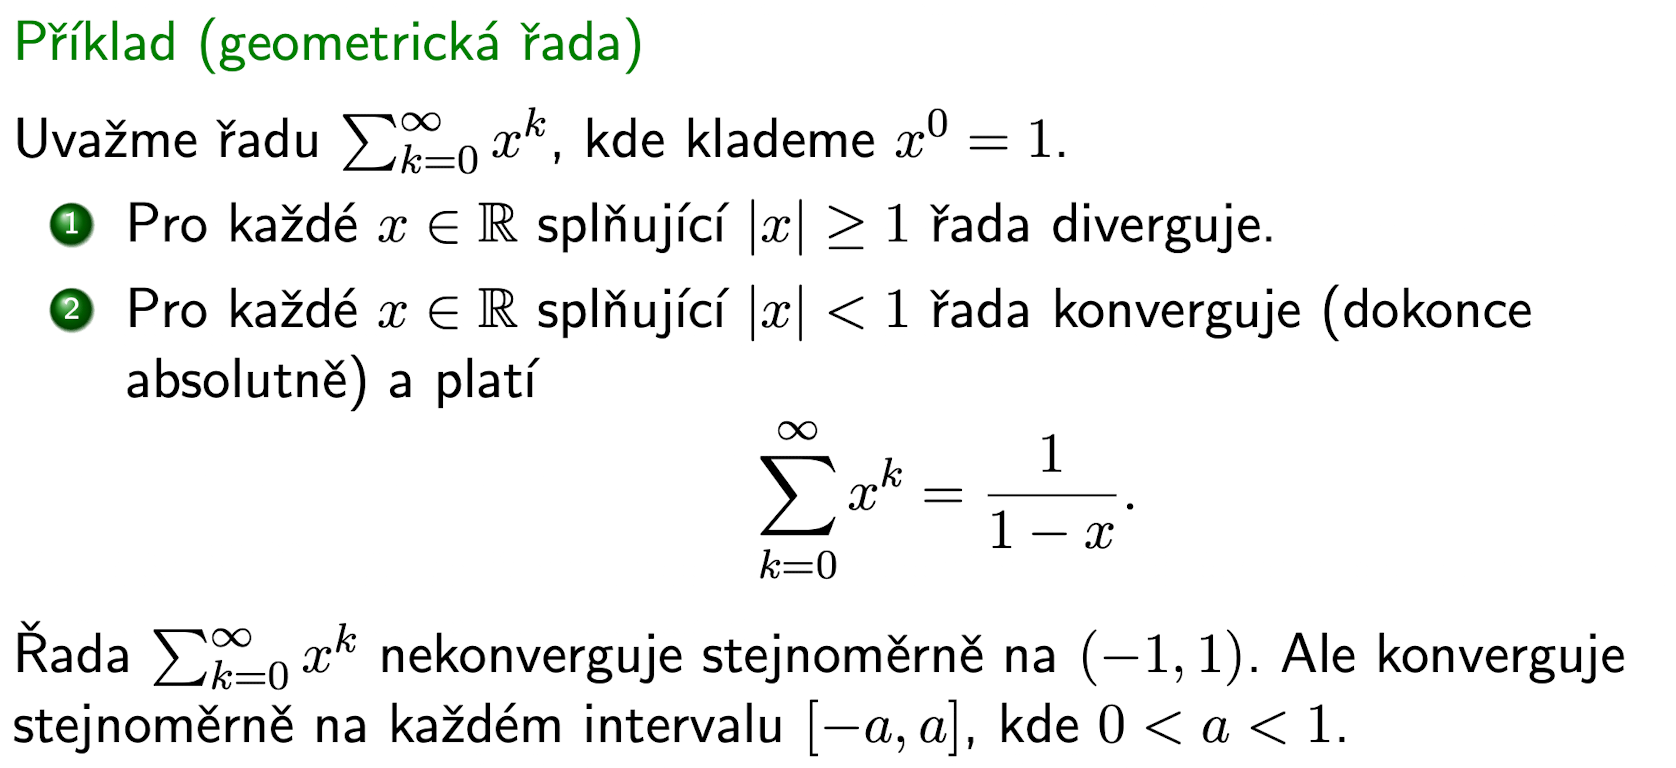 Příklad (geometrická řada)
Uvažme řadu $\sum_{k=0}^{\infty} x^k$, kde klademe $x^0 = 1$.
1 Pro každé $x \in \mathbb{R}$ splňující $|x| \geq 1$ řada diverguje.
2 Pro každé $x \in \mathbb{R}$ splňující $|x| < 1$ řada konverguje (dokonce
absolutně) a platí
$\sum_{k=0}^{\infty} x^k = \frac{1}{1-x}.$
Řada $\sum_{k=0}^{\infty} x^k$ nekonverguje stejnoměrně na $(-1, 1)$. Ale konverguje
stejnoměrně na každém intervalu $[-a, a]$, kde $0 < a < 1$.